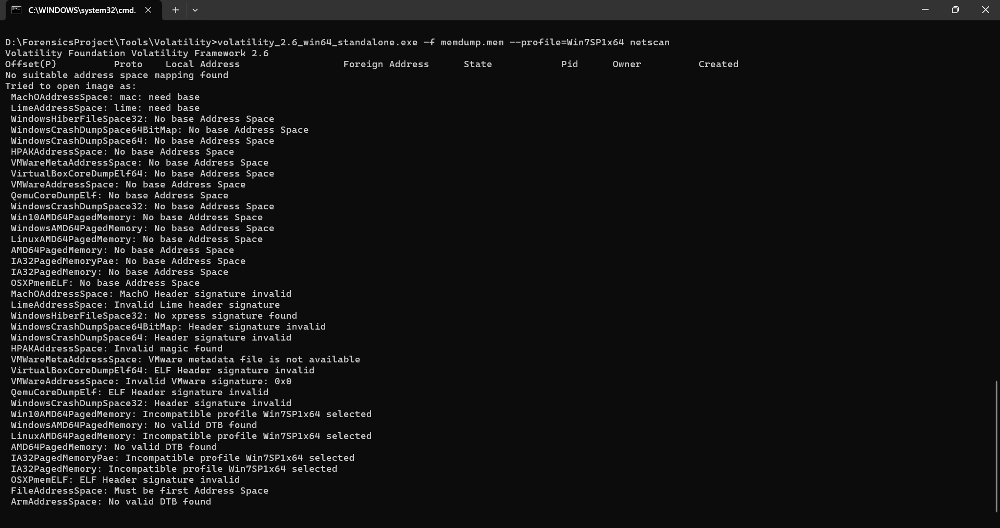 C:\WINDOWS\system32\cmd.
D:\ForensicsProject\Tools\Volatility>volatility_2.6_win64_standalone.exe -f memdump.mem --profile=Win7SP1x64 netscan
Volatility Foundation Volatility Framework 2.6
Offset(P)          Proto    Local Address                  Foreign Address      State            Pid      Owner          Created
No suitable address space mapping found
Tried to open image as:
 MachOAddressSpace: mac: need base
 LimeAddressSpace: lime: need base
 WindowsHiberFileSpace32: No base Address Space
 WindowsCrashDumpSpace64BitMap: No base Address Space
 WindowsCrashDumpSpace64: No base Address Space
 HPAKAddressSpace: No base Address Space
 VMWareMetaAddressSpace: No base Address Space
 VirtualBoxCoreDumpElf64: No base Address Space
 VMWareAddressSpace: No base Address Space
 QemuCoreDumpElf: No base Address Space
 WindowsCrashDumpSpace32: No base Address Space
 Win10AMD64PagedMemory: No base Address Space
 WindowsAMD64PagedMemory: No base Address Space
 LinuxAMD64PagedMemory: No base Address Space
 AMD64PagedMemory: No base Address Space
 IA32PagedMemoryPae: No base Address Space
 IA32PagedMemory: No base Address Space
 OSXPmemELF: No base Address Space
 MachOAddressSpace: MachO Header signature invalid
 LimeAddressSpace: Invalid Lime header signature
 WindowsHiberFileSpace32: No xpress signature found
 WindowsCrashDumpSpace64BitMap: Header signature invalid
 WindowsCrashDumpSpace64: Header signature invalid
 HPAKAddressSpace: Invalid magic found
 VMWareMetaAddressSpace: VMware metadata file is not available
 VirtualBoxCoreDumpElf64: ELF Header signature invalid
 VMWareAddressSpace: Invalid VMware signature: 0x0
 QemuCoreDumpElf: ELF Header signature invalid
 WindowsCrashDumpSpace32: Header signature invalid
 Win10AMD64PagedMemory: Incompatible profile Win7SP1x64 selected
 WindowsAMD64PagedMemory: No valid DTB found
 LinuxAMD64PagedMemory: Incompatible profile Win7SP1x64 selected
 AMD64PagedMemory: No valid DTB found
 IA32PagedMemoryPae: Incompatible profile Win7SP1x64 selected
 IA32PagedMemory: Incompatible profile Win7SP1x64 selected
 OSXPmemELF: ELF Header signature invalid
 FileAddressSpace: Must be first Address Space
 ArmAddressSpace: No valid DTB found